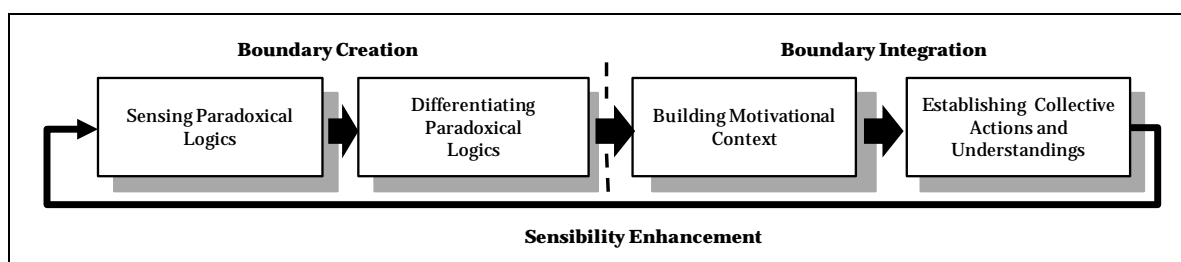 Boundary Creation
Boundary Integration
Sensing Paradoxical
Logics
Differentiating
Paradoxical
Logics
Building Motivational
Context
Establishing Collective
Actions and
Understandings
Sensibility Enhancement